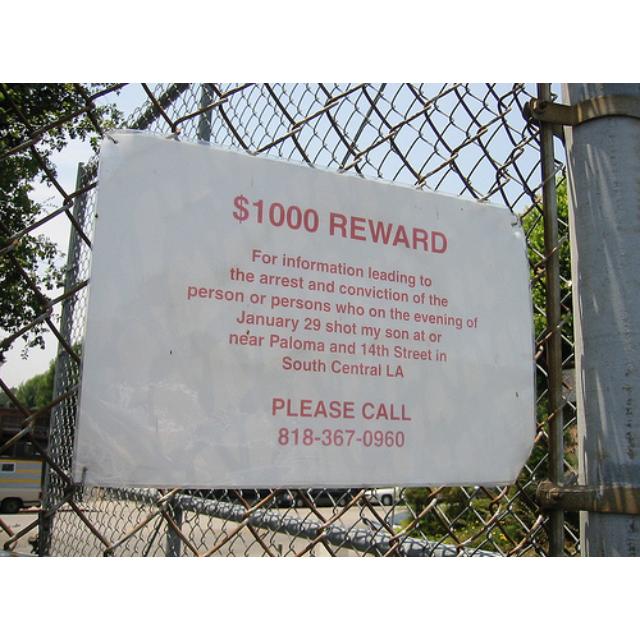 $1000 REWARD
For information leading to
the arrest and conviction of the
person or persons who on the evening of
January 29 shot my son at or
near Paloma and 14th Street in
South Central LA
PLEASE CALL
818-367-0960